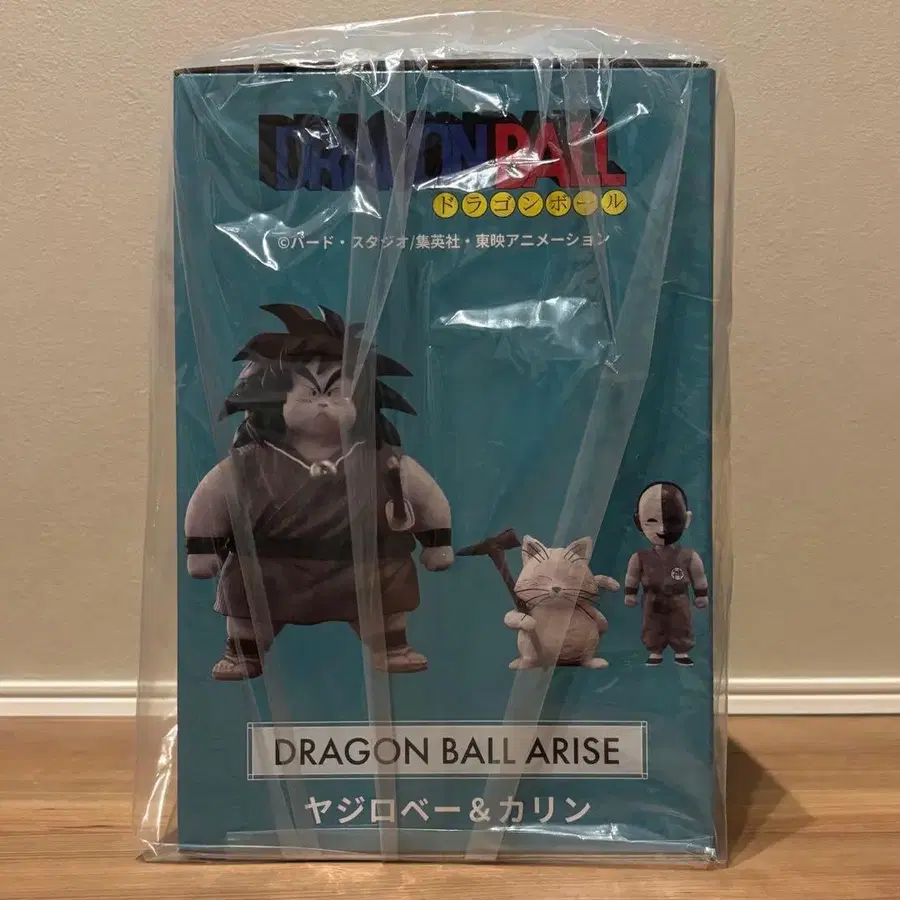 DRAGON BALL
ドラゴンボール
©バード・スタジオ/集英社・東映アニメーション
DRAGON BALL ARISE
ヤジロベー&カリン